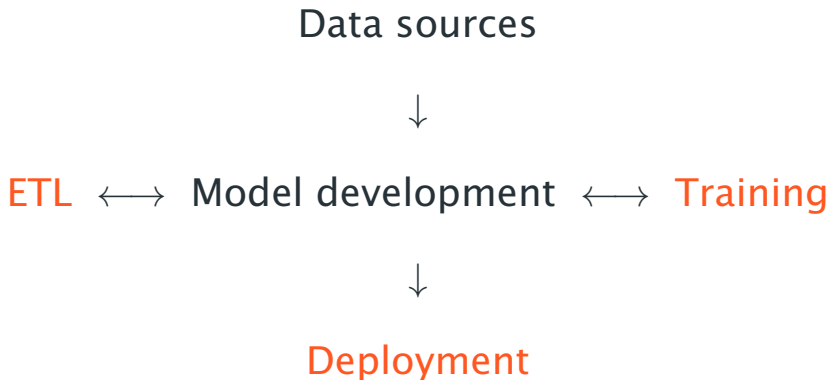 Data sources
↓
ETL ⟷ Model development ⟷ Training
↓
Deployment